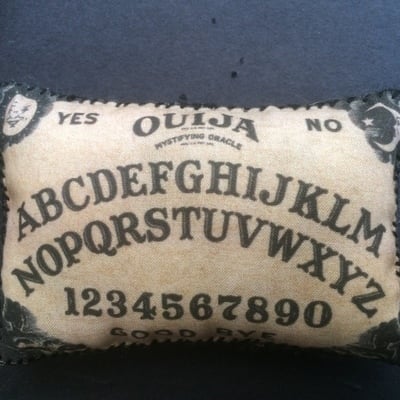 YES OUIJA NO
MYSTIFYING ORACLE
ABCDEFGHIJKLM
NOPQRSTUVWXYZ
1234567890
GOOD BYE